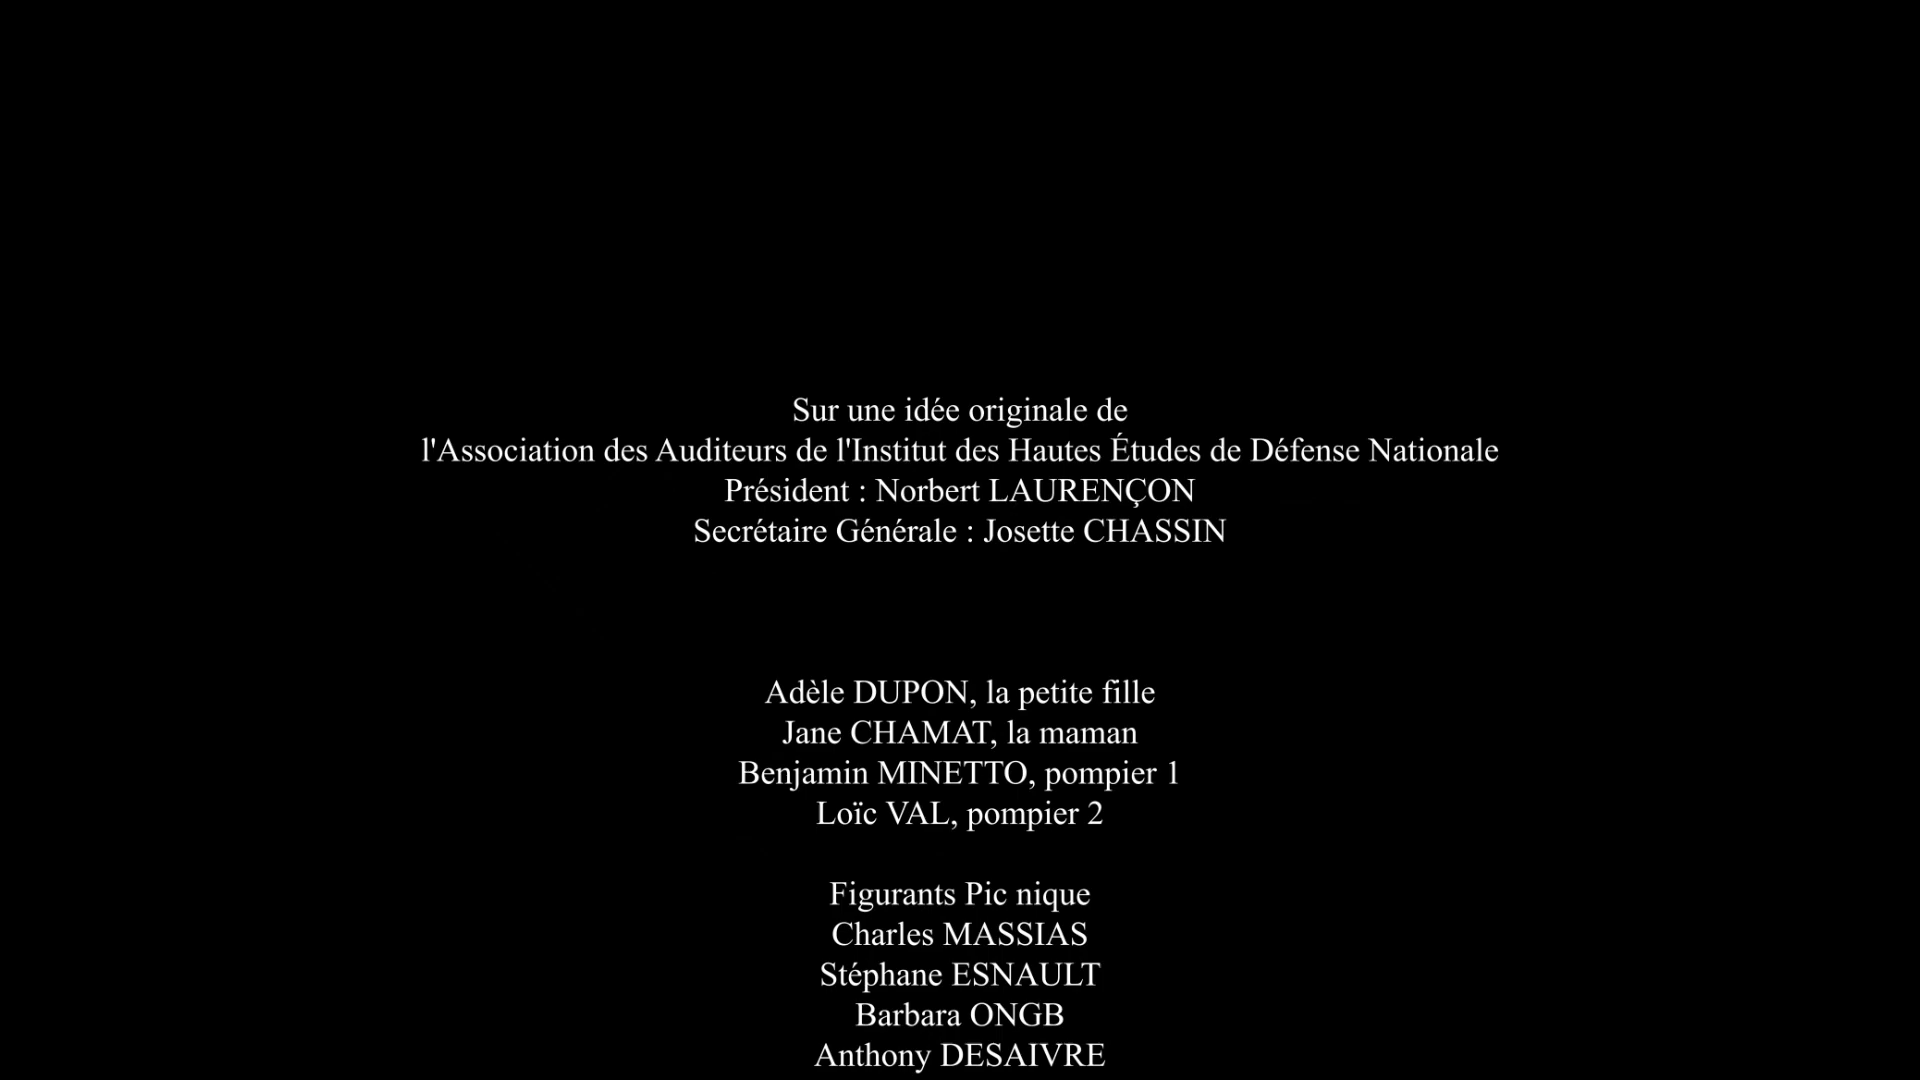 Sur une idée originale de
l'Association des Auditeurs de l'Institut des Hautes Études de Défense Nationale
Président : Norbert LAURENÇON
Secrétaire Générale : Josette CHASSIN
Adèle DUPON, la petite fille
Jane CHAMAT, la maman
Benjamin MINETTO, pompier 1
Loïc VAL, pompier 2
Figurants Pic nique
Charles MASSIAS
Stéphane ESNAULT
Barbara ONGB
Anthony DESAIVRE